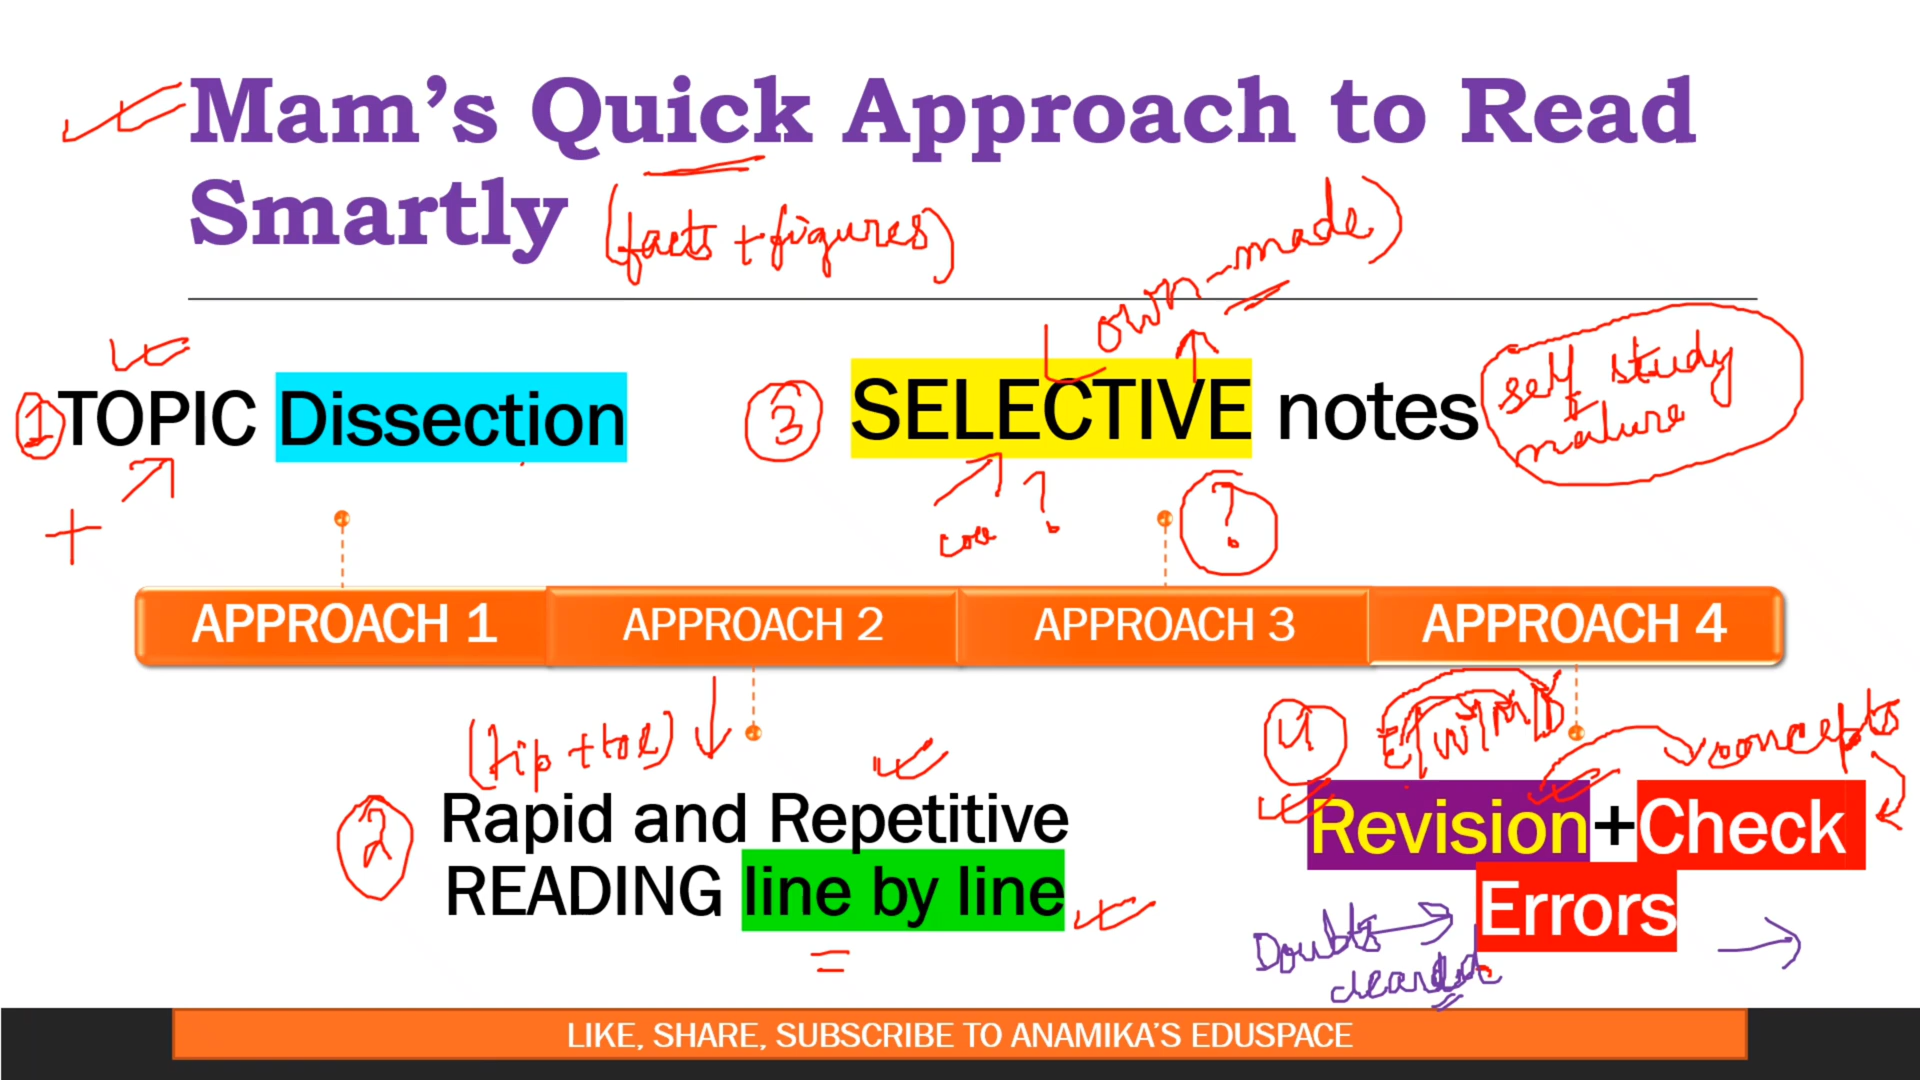 Mam's Quick Approach to Read
Smartly
(facts + figures)
Own-made)
1 TOPIC Dissection
3 SELECTIVE notes
self study
nature
+
?
?
APPROACH 1
APPROACH 2
APPROACH 3
APPROACH 4
(tip + toe)
2 Rapid and Repetitive
READING line by line
4
concepts
Revision+Check
Errors
Doubts
cleared
LIKE, SHARE, SUBSCRIBE TO ANAMIKA'S EDUSPACE